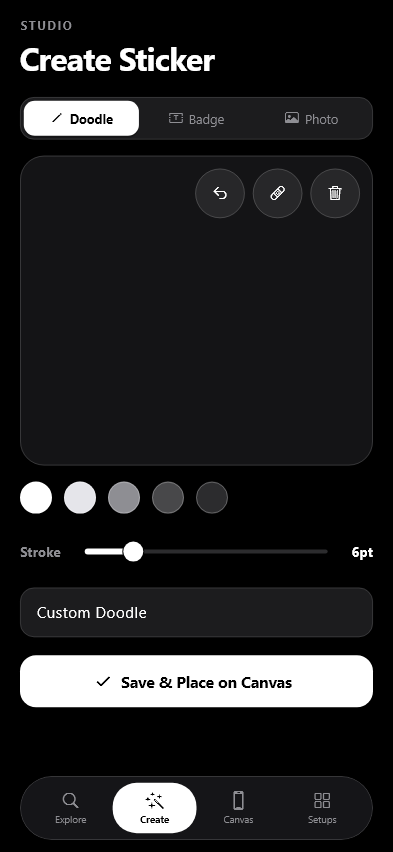 STUDIO
Create Sticker
Doodle
Badge
Photo
Stroke
6pt
Custom Doodle
Save & Place on Canvas
Explore
Create
Canvas
Setups